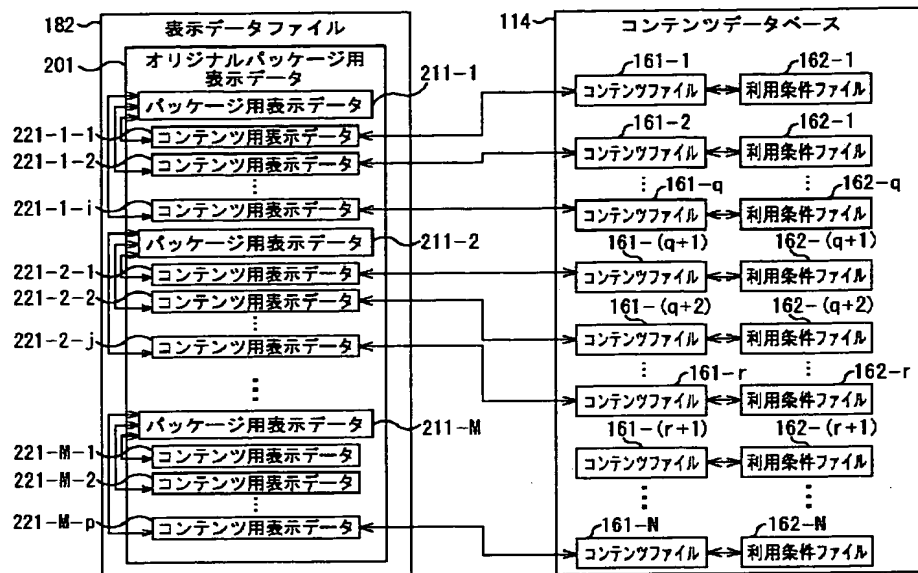 182
表示データファイル
201
オリジナルパッケージ用
表示データ
パッケージ用表示データ
211-1
221-1-1
コンテンツ用表示データ
221-1-2
コンテンツ用表示データ
⋮
221-1-i
コンテンツ用表示データ
パッケージ用表示データ
211-2
221-2-1
コンテンツ用表示データ
221-2-2
コンテンツ用表示データ
⋮
221-2-j
コンテンツ用表示データ
⋮
パッケージ用表示データ
211-M
221-M-1
コンテンツ用表示データ
221-M-2
コンテンツ用表示データ
⋮
221-M-p
コンテンツ用表示データ
114
コンテンツデータベース
161-1 162-1
コンテンツファイル 利用条件ファイル
161-2 162-1
コンテンツファイル 利用条件ファイル
⋮ ⋮
161-q 162-q
コンテンツファイル 利用条件ファイル
161-(q+1) 162-(q+1)
コンテンツファイル 利用条件ファイル
161-(q+2) 162-(q+2)
コンテンツファイル 利用条件ファイル
⋮ ⋮
161-r 162-r
コンテンツファイル 利用条件ファイル
161-(r+1) 162-(r+1)
コンテンツファイル 利用条件ファイル
⋮ ⋮
161-N 162-N
コンテンツファイル 利用条件ファイル